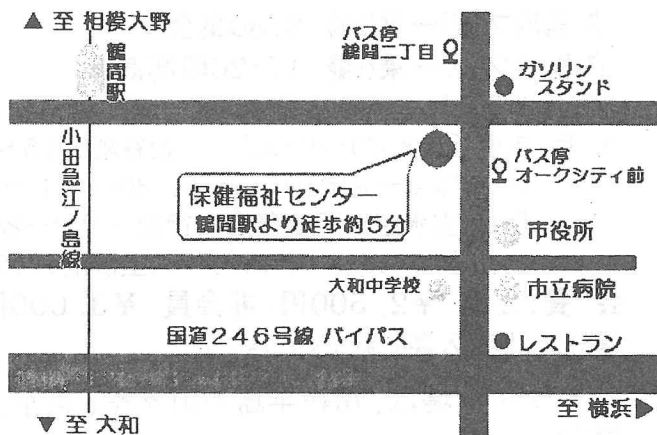 ▲ 至 相模大野
鶴間駅
バス停
鶴間二丁目
ガソリン
スタンド
小田急江ノ島線
バス停
オークシティ前
保健福祉センター
鶴間駅より徒歩約5分
市役所
大和中学校
市立病院
国道246号線 バイパス
レストラン
至 横浜▶
▼ 至 大和